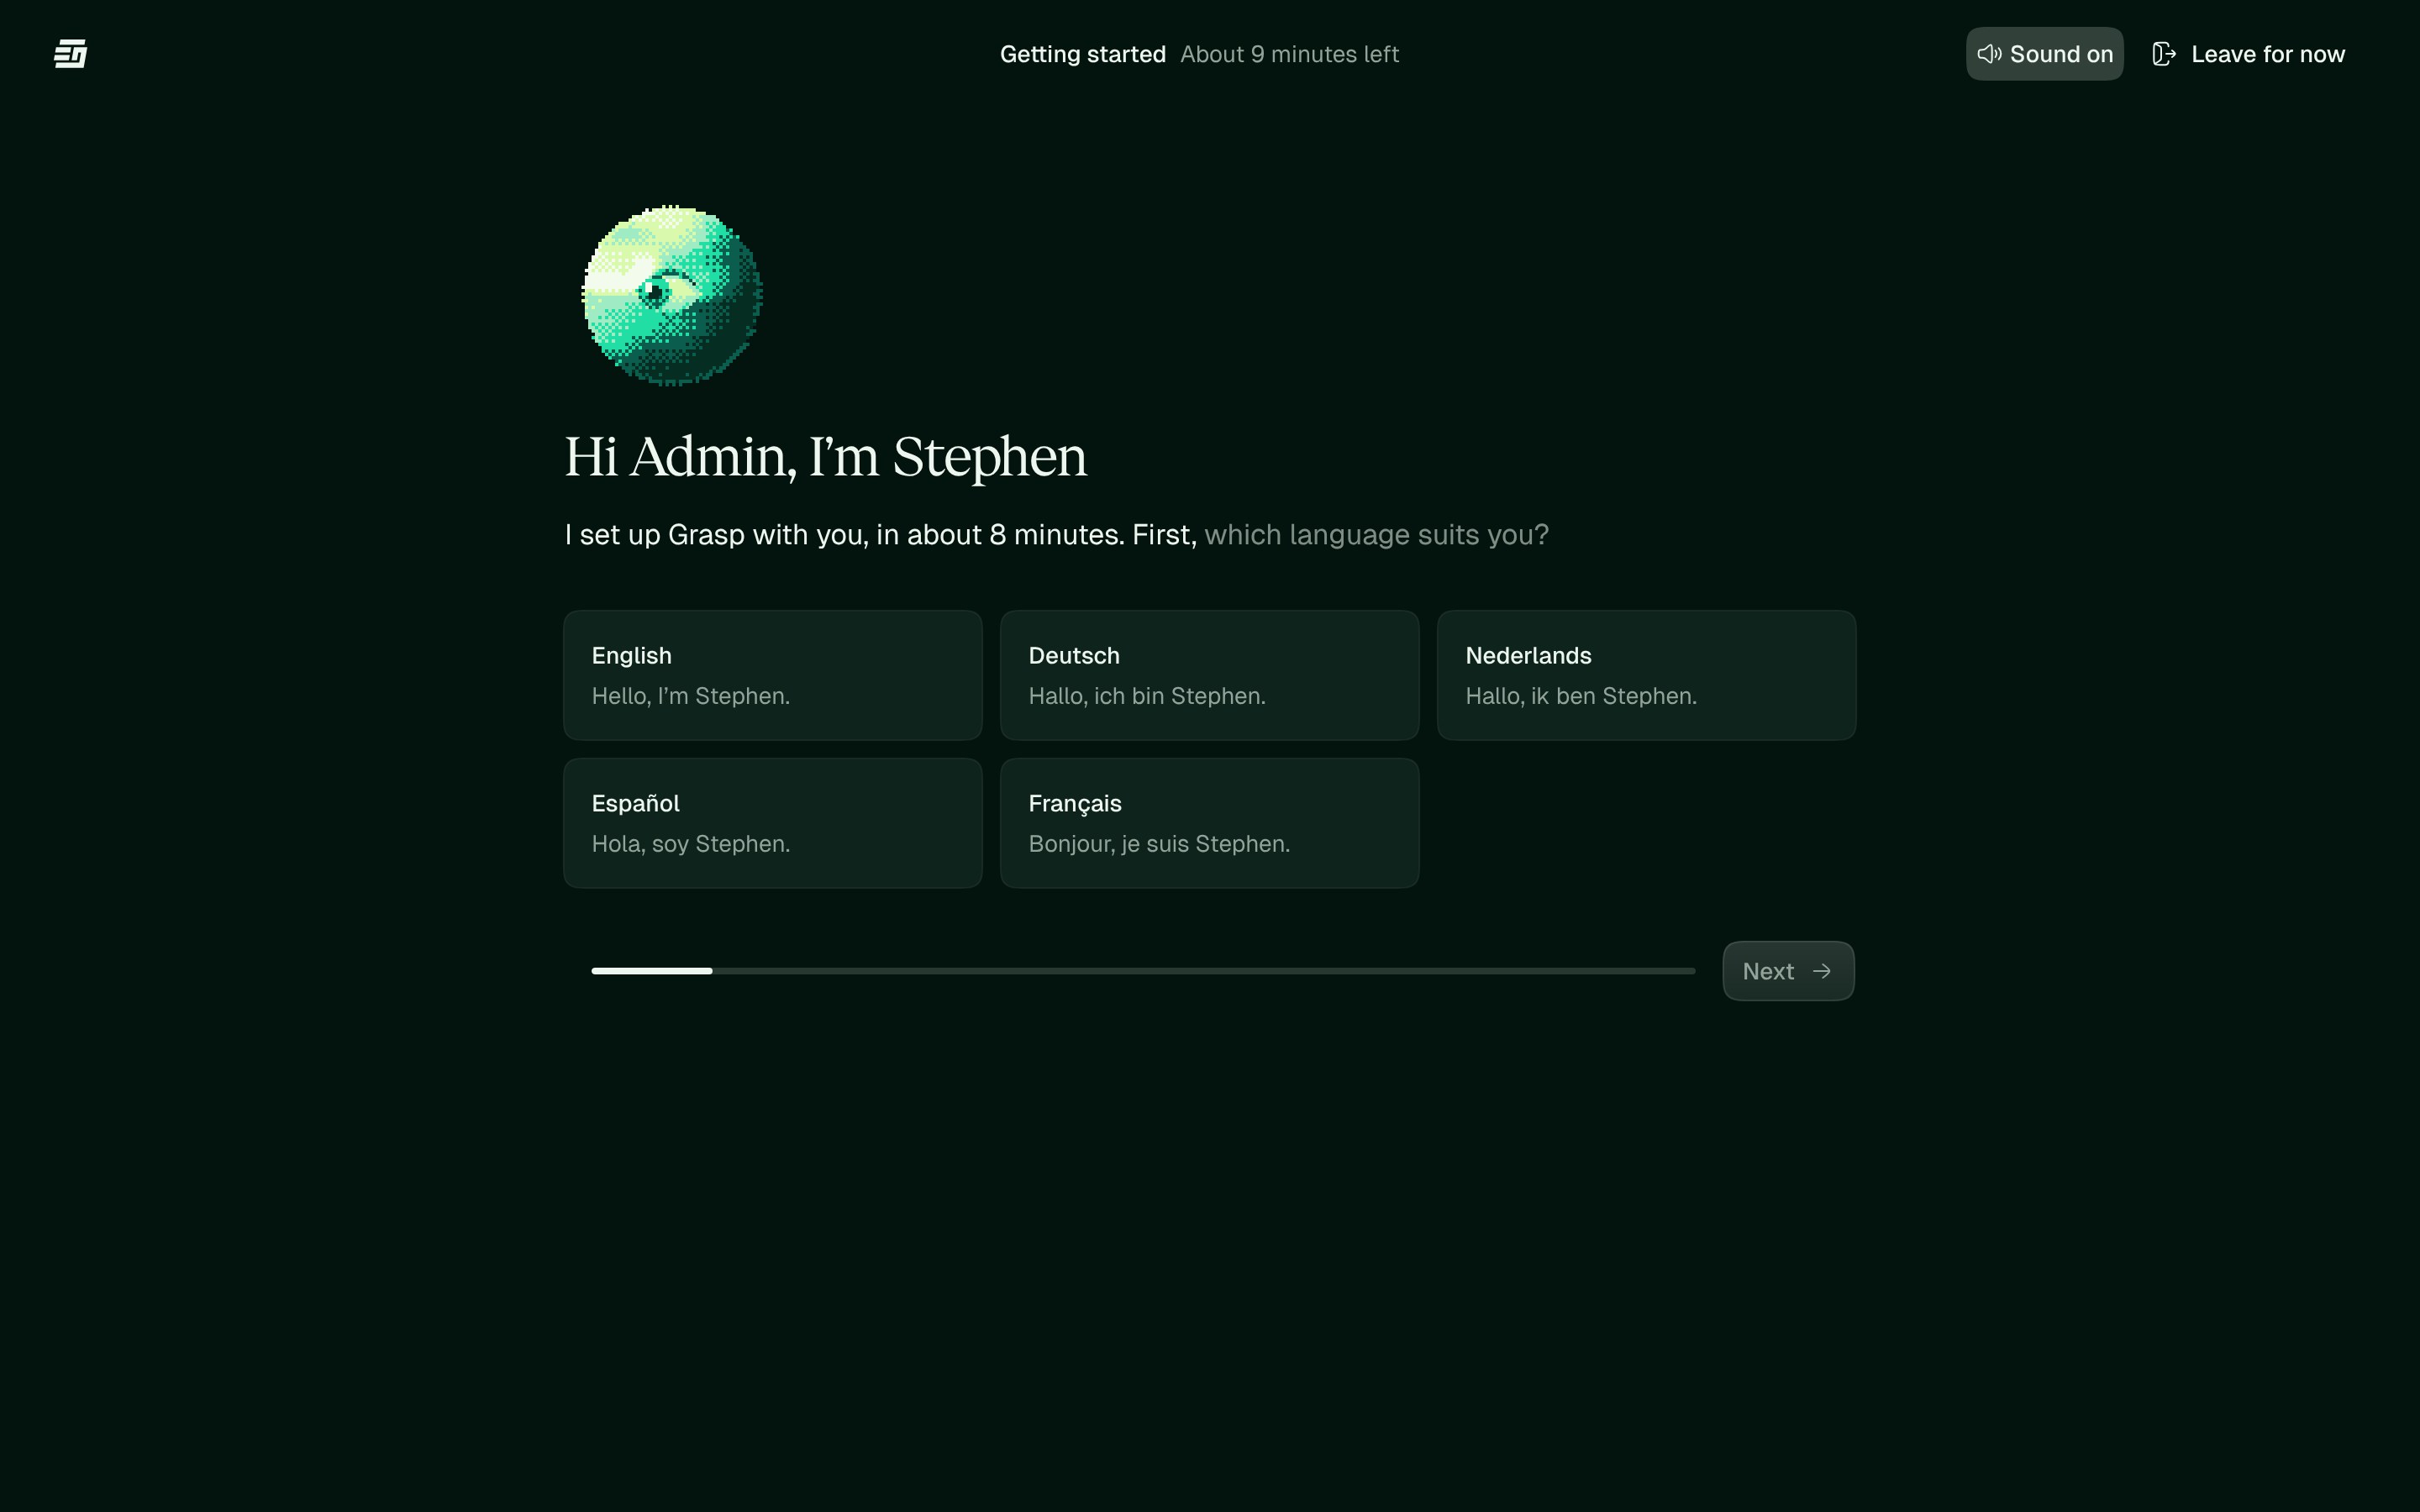 Getting started About 9 minutes left
Sound on
Leave for now
Hi Admin, I’m Stephen
I set up Grasp with you, in about 8 minutes. First, which language suits you?
English
Hello, I’m Stephen.
Deutsch
Hallo, ich bin Stephen.
Nederlands
Hallo, ik ben Stephen.
Español
Hola, soy Stephen.
Français
Bonjour, je suis Stephen.
Next